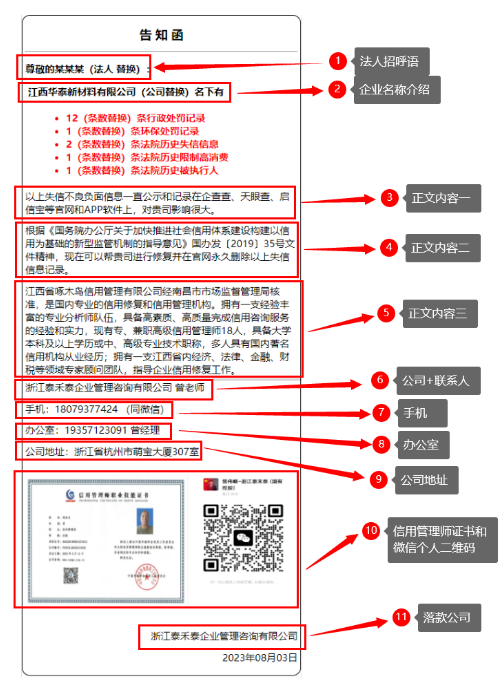 告知函
尊敬的某某某（法人 替换）：
1 法人招呼语
江西华泰新材料有限公司（公司替换）名下有
2 企业名称介绍
• 12（条数替换）条行政处罚记录
• 1（条数替换）条环保处罚记录
• 2（条数替换）条法院历史失信信息
• 1（条数替换）条法院历史限制高消费
• 1（条数替换）条法院历史被执行人
以上失信不良负面信息一直公示和记录在企查查、天眼查、启
信宝等官网和APP软件上，对贵司影响很大。
3 正文内容一
根据《国务院办公厅关于加快推进社会信用体系建设构建以信
用为基础的新型监管机制的指导意见》国办发［2019］35号文
件精神，现在可以帮贵司进行修复并在官网永久删除以上失信
信息记录。
4 正文内容二
江西省啄木鸟信用管理有限公司经南昌市市场监督管理局核
准，是国内专业的信用修复和信用管理机构。拥有一支经验丰
富的专业分析师队伍，具备高素质、高质量完成信用咨询服务
的经验和实力，现有专、兼职高级信用管理师18人，具备大学
本科及以上学历或中、高级专业技术职称，多人具有国内著名
信用机构从业经历；拥有一支江西省内经济、法律、金融、财
税等领域专家顾问团队，指导企业信用修复工作。
5 正文内容三
浙江泰禾泰企业管理咨询有限公司 曾老师
6 公司+联系人
手机：18079377424 （同微信）
7 手机
办公室：19357123091 曾经理
8 办公室
公司地址：浙江省杭州市萌宝大厦307室
9 公司地址
信用管理师职业技能证书
10 信用管理师证书和
微信个人二维码
浙江泰禾泰企业管理咨询有限公司
11 落款公司
2023年08月03日